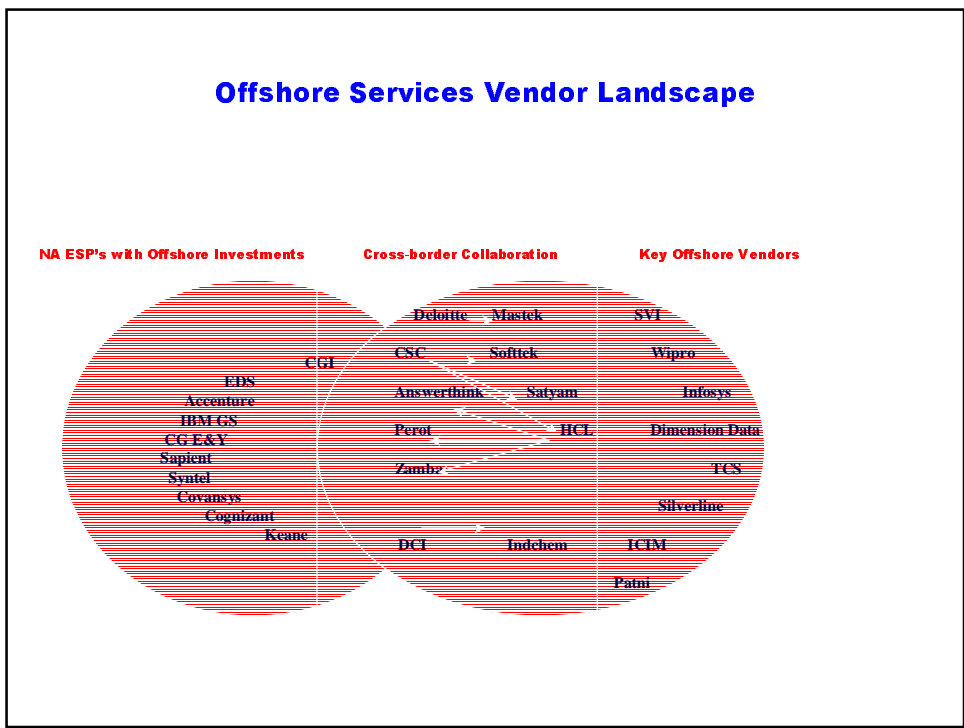 Offshore Services Vendor Landscape
NA ESP's with Offshore Investments
Cross-border Collaboration
Key Offshore Vendors
CGI
EDS
Accenture
IBM GS
CG E&Y
Sapient
Syntel
Covansys
Cognizant
Keane
Deloitte Mastek
CSC Softtek
Answerthink Satyam
Perot HCL
Zamba
DCI Indchem
SVI
Wipro
Infosys
Dimension Data
TCS
Silverline
ICIM
Patni